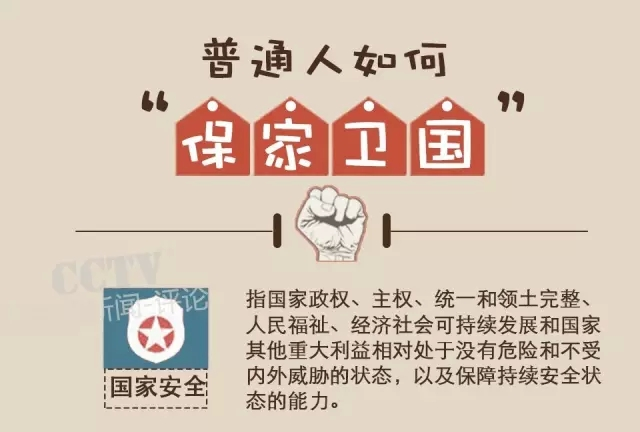 普通人如何
“保家卫国”
CCTV
新闻-评论
指国家政权、主权、统一和领土完整、
人民福祉、经济社会可持续发展和国家
其他重大利益相对处于没有危险和不受
内外威胁的状态，以及保障持续安全状
态的能力。
国家安全